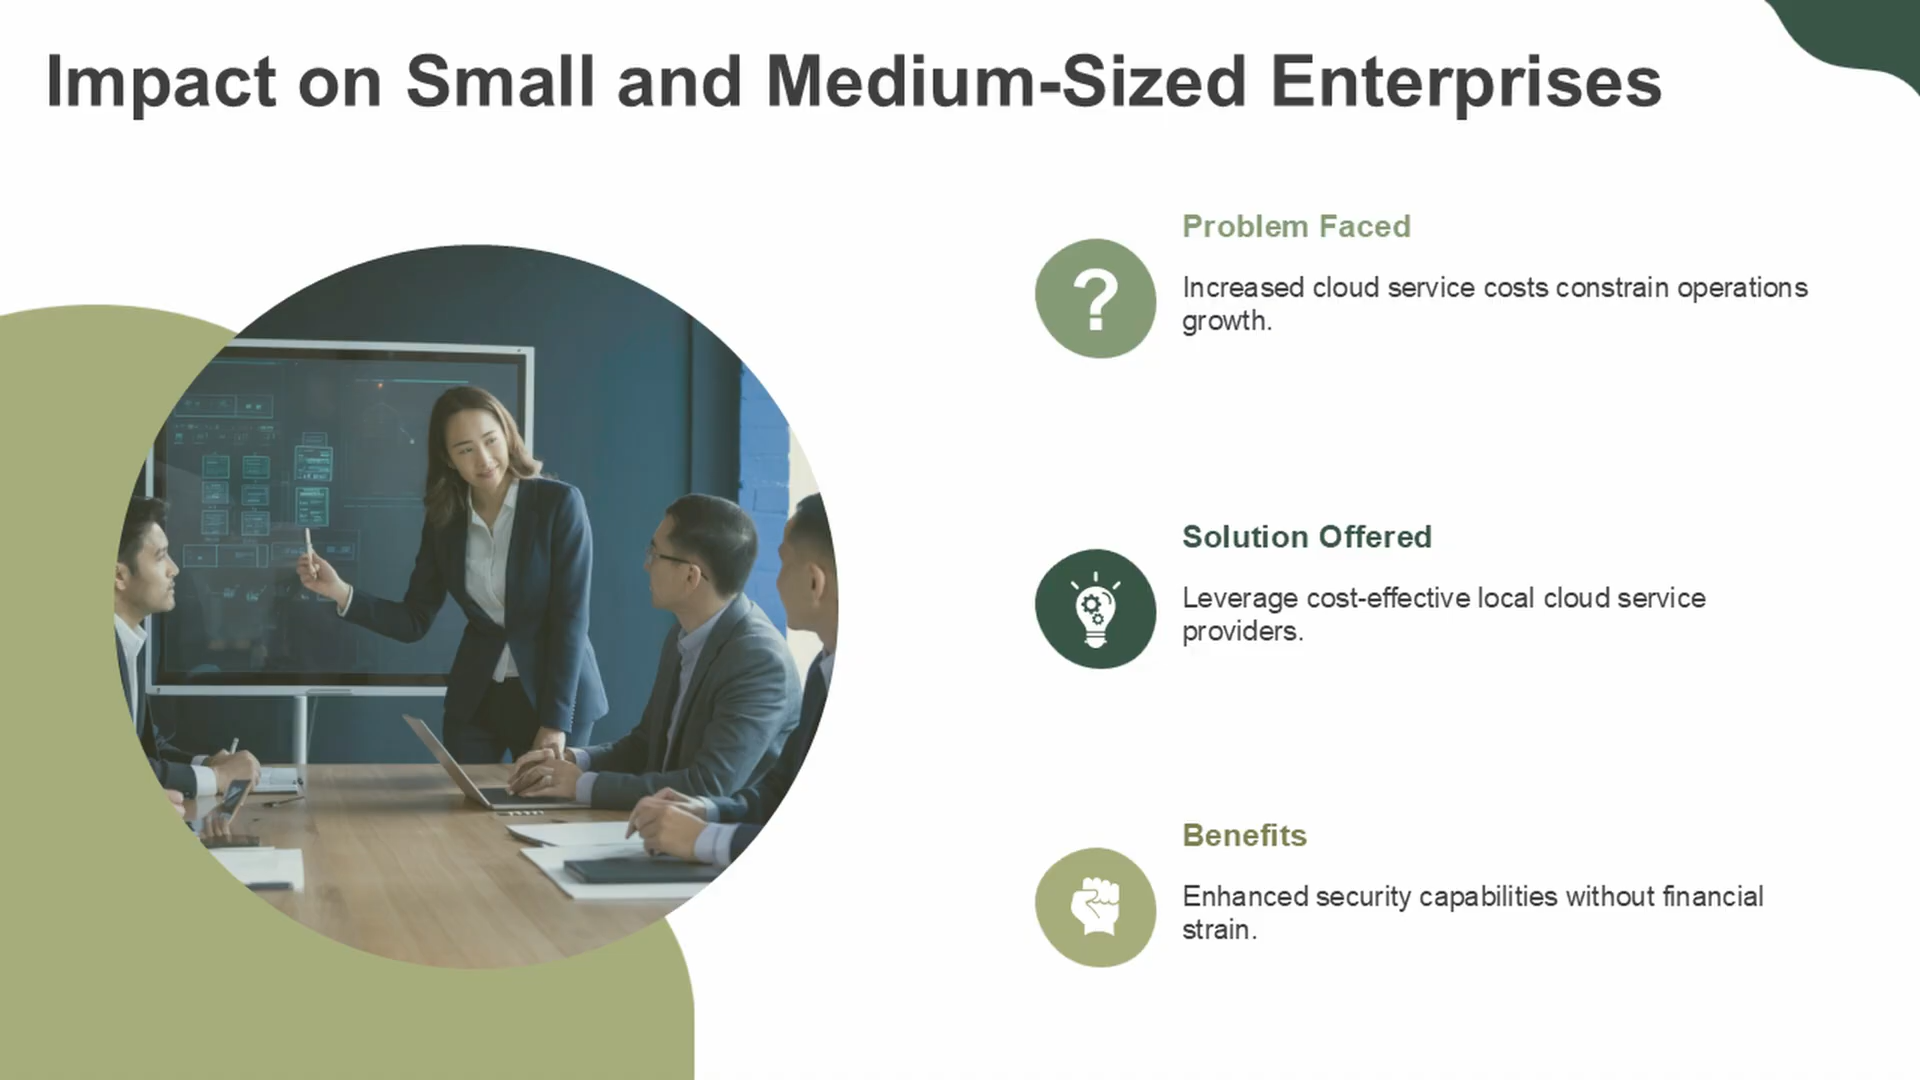 Impact on Small and Medium-Sized Enterprises
Problem Faced
Increased cloud service costs constrain operations
growth.
?
Solution Offered
Leverage cost-effective local cloud service
providers.
Benefits
Enhanced security capabilities without financial
strain.